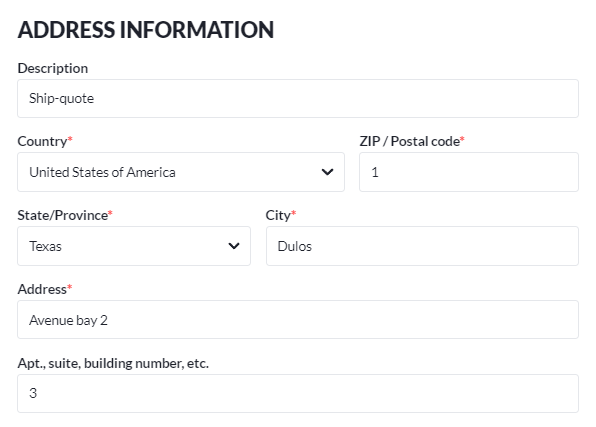 ADDRESS INFORMATION
Description
Ship-quote
Country* ZIP / Postal code*
United States of America 1
State/Province* City*
Texas Dulos
Address*
Avenue bay 2
Apt., suite, building number, etc.
3